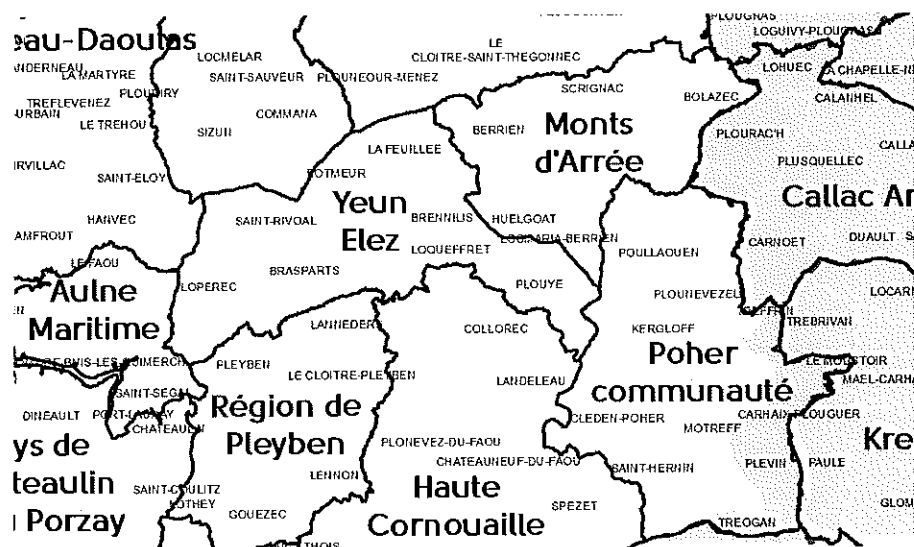 PLOUGRAS
LOGUIVY-PLOUGRAS
eau-Daoulas
LE
CLOITRE-SAINT-THEGONNEC
LOCMELAR
LANDERNEAU
LA MARTYRE
SAINT-SAUVEUR
PLOUNEOUR-MENEZ
LOHUEC
LA CHAPELLE-NE
PLOUDIRY
SCRIGNAC
BOLAZEC
CALANHEL
TREFLEVENEZ
-URBAIN
LE TREHOU
COMMANA
SIZUN
BERRIEN
Monts
d'Arrée
PLOURAC'H
CALLA
LA FEUILLEE
PLUSQUELLEC
IRVILLAC
SAINT-ELOY
BOTMEUR
Callac Ar
HANVEC
SAINT-RIVOAL
Yeun
Elez
BRENNILIS
HUELGOAT
AMFROUT
LOCMARIA-BERRIEN
CARNOET
DUAULT
LOQUEFFRET
POULLAOUEN
LE FAOU
BRASPARTS
LOPEREC
PLOUYE
PLOUNEVEZEL
LOCARN
Aulne
Maritime
TREFFRIN
TREBRIVAN
LANNEDERN
COLLOREC
KERGLOFF
PLEYBEN
Poher
communauté
LE MOUSTOIR
MAEL-CARHA
LE CLOITRE-PLEYBEN
LANDELEAU
SAINT-SEGAL
DINEAULT
PORT-LAUNAY
CHATEAULIN
Région de
Pleyben
CLEDEN-POHER
MOTREFF
CARHAIX-PLOUGUER
Kre
ys de
teaulin
Porzay
PLONEVEZ-DU-FAOU
CHATEAUNEUF-DU-FAOU
SAINT-HERNIN
PLEVIN
PAULE
LENNON
SAINT-COULITZ
LOTHEY
GOUEZEC
Haute
Cornouaille
SPEZET
GLOM
TREOGAN